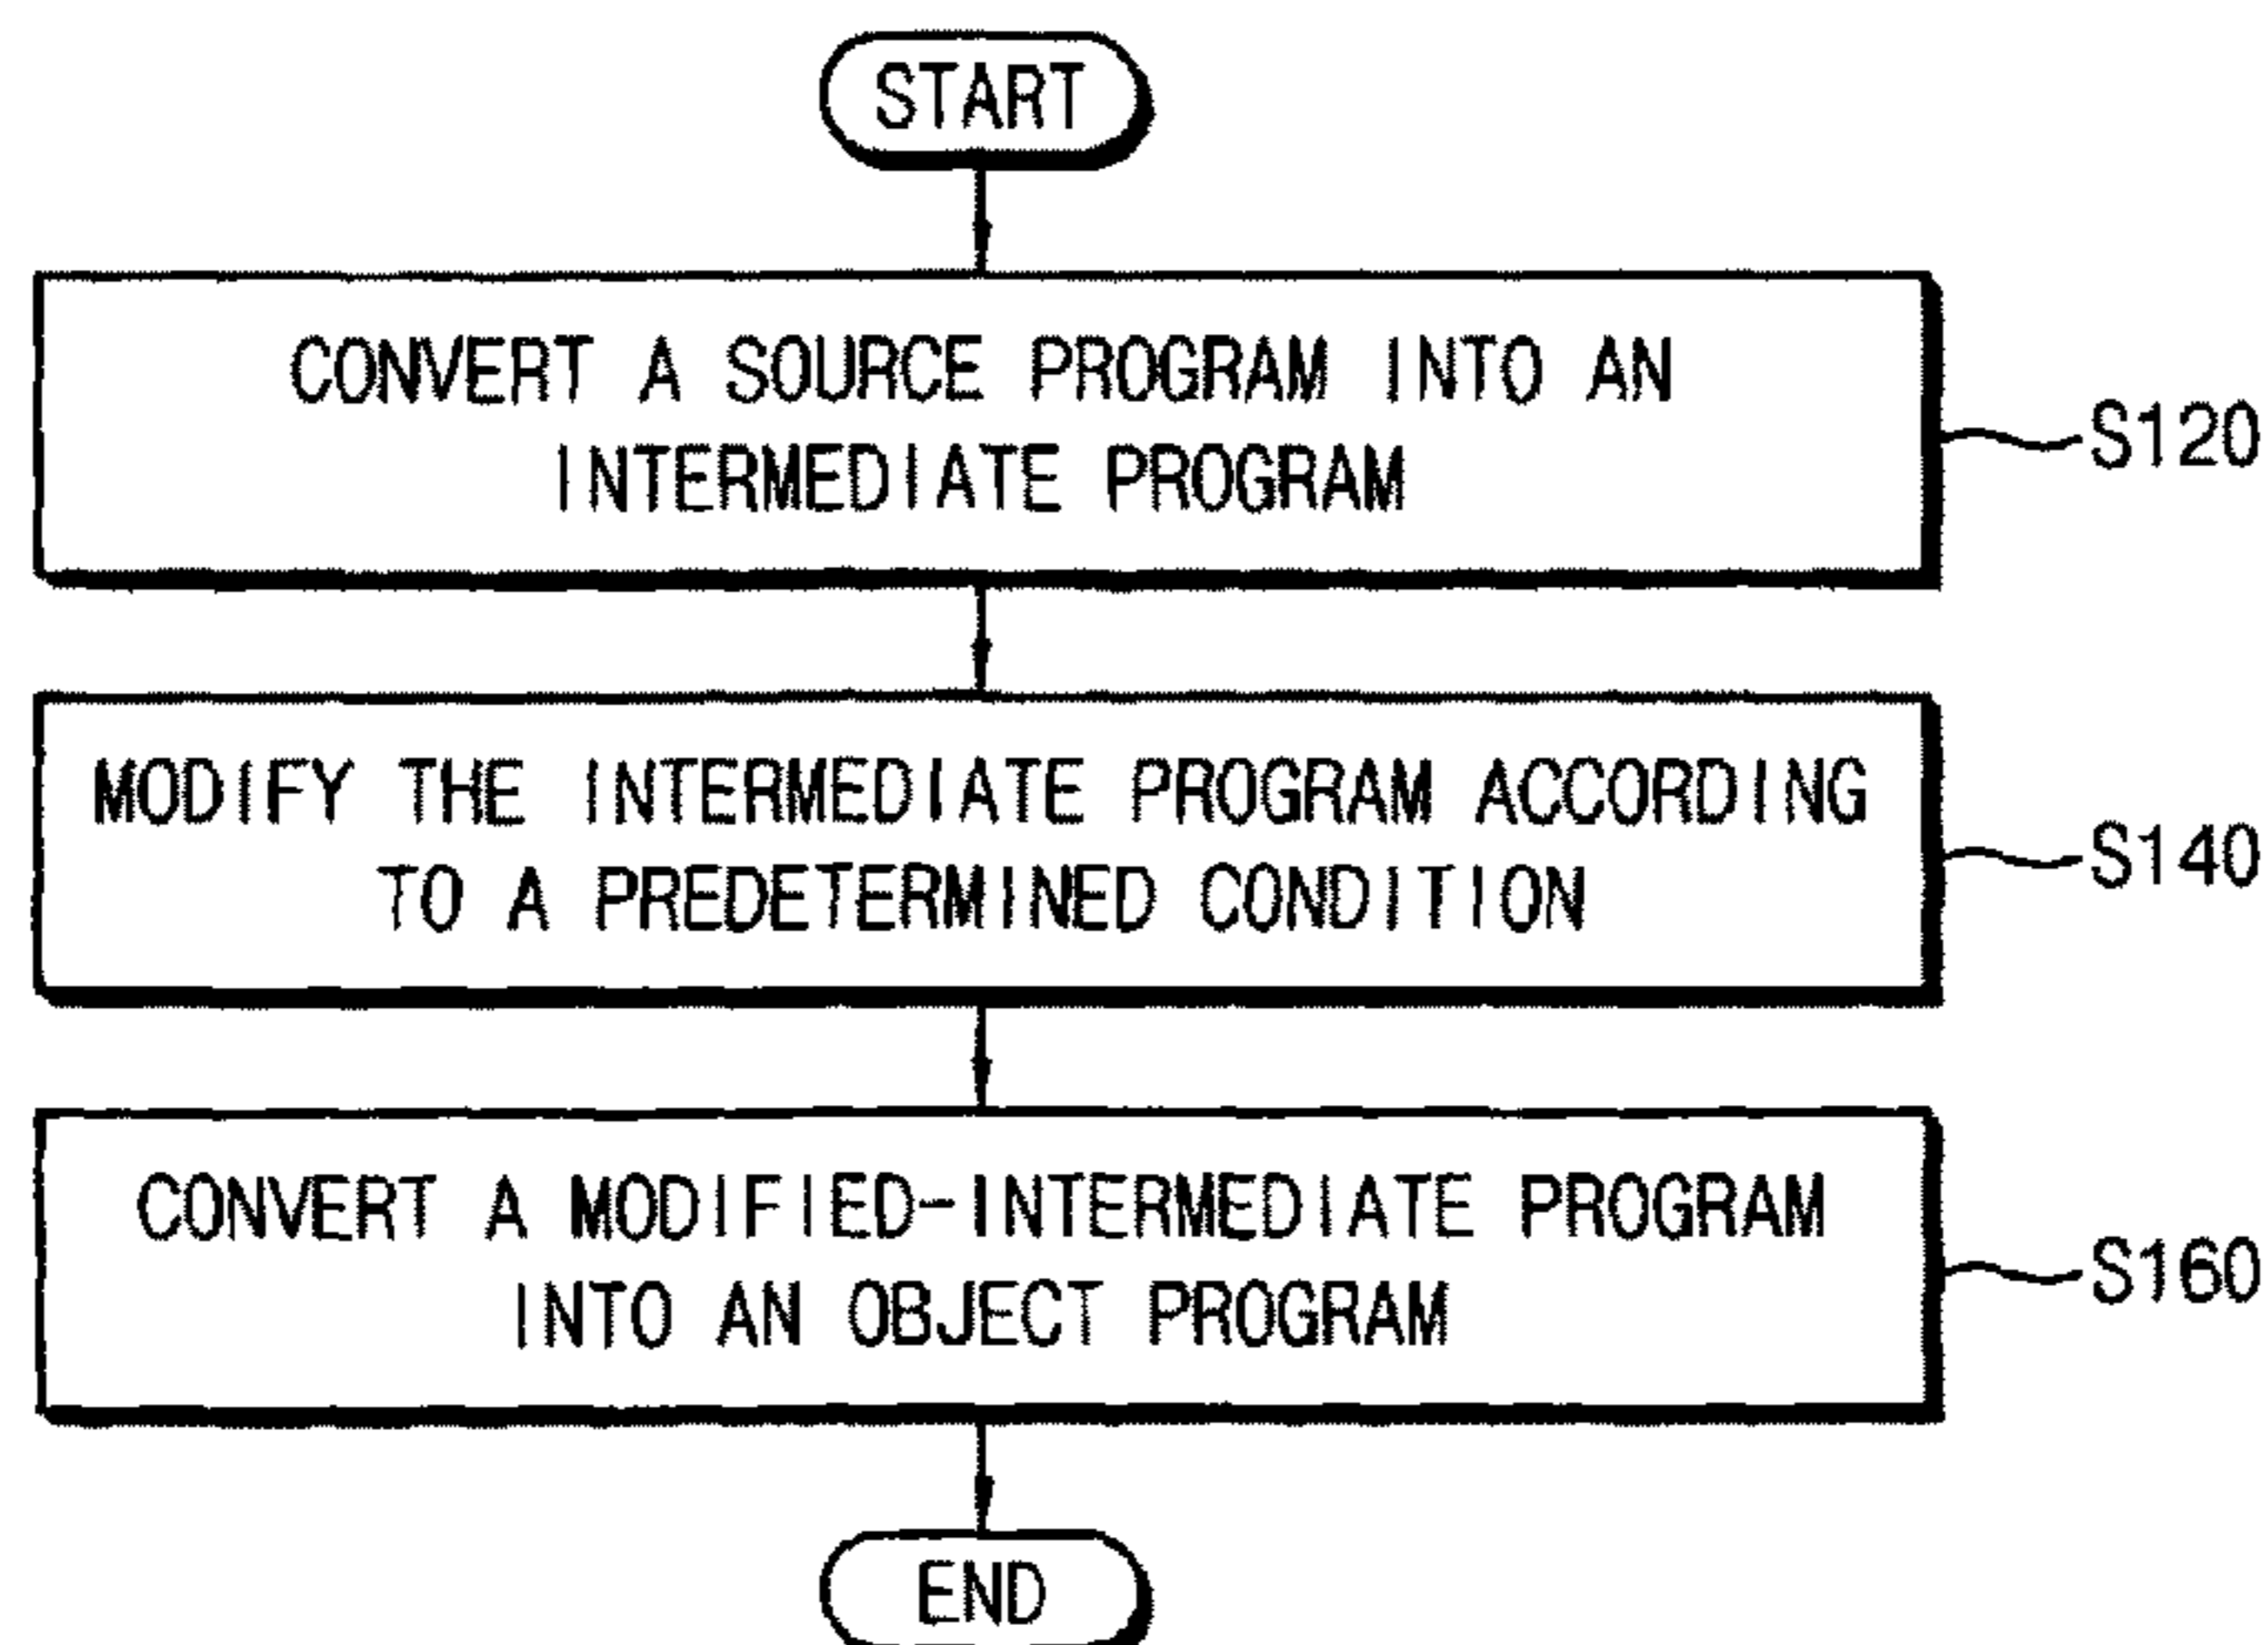 START
CONVERT A SOURCE PROGRAM INTO AN
INTERMEDIATE PROGRAM
S120
MODIFY THE INTERMEDIATE PROGRAM ACCORDING
TO A PREDETERMINED CONDITION
S140
CONVERT A MODIFIED-INTERMEDIATE PROGRAM
INTO AN OBJECT PROGRAM
S160
END